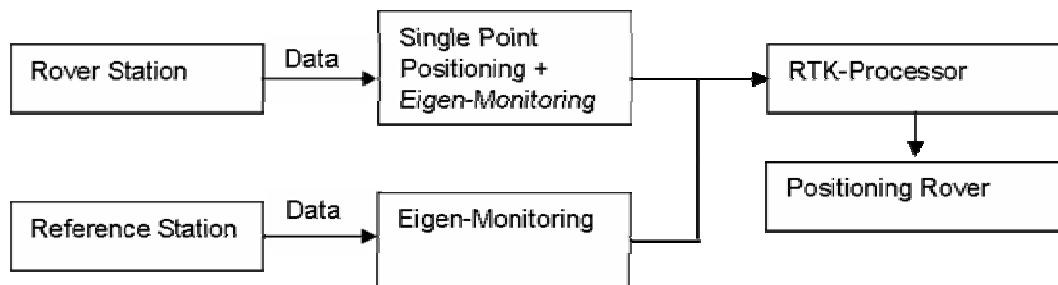 Rover Station
Data
Single Point
Positioning +
Eigen-Monitoring
RTK-Processor
Positioning Rover
Reference Station
Data
Eigen-Monitoring